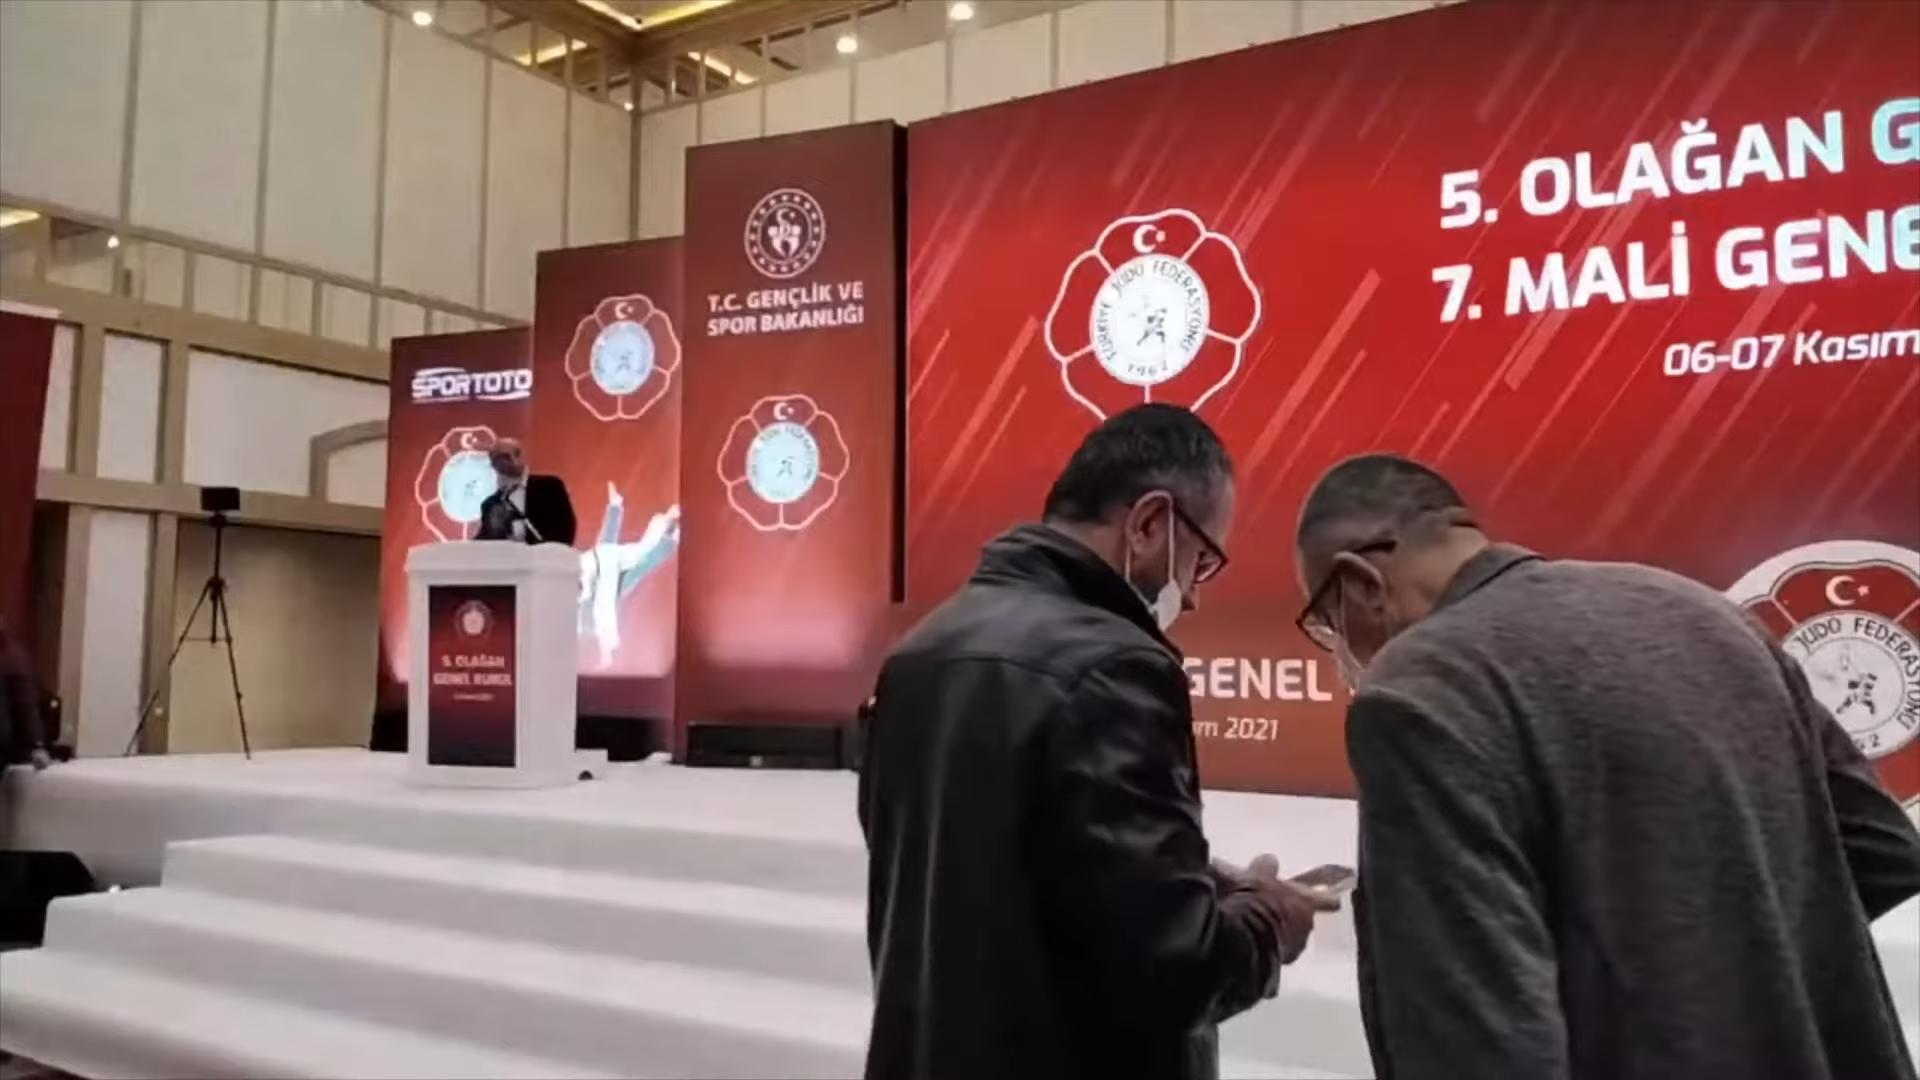 5. OLAĞAN G
7. MALİ GENE
06-07 Kasım
T.C. GENÇLİK VE
SPOR BAKANLIĞI
SPORTOTO
TÜRKİYE JUDO FEDERASYONU
1962
5. OLAĞAN
GENEL KURUL
GENEL
ım 2021
JUDO FEDERASYONU